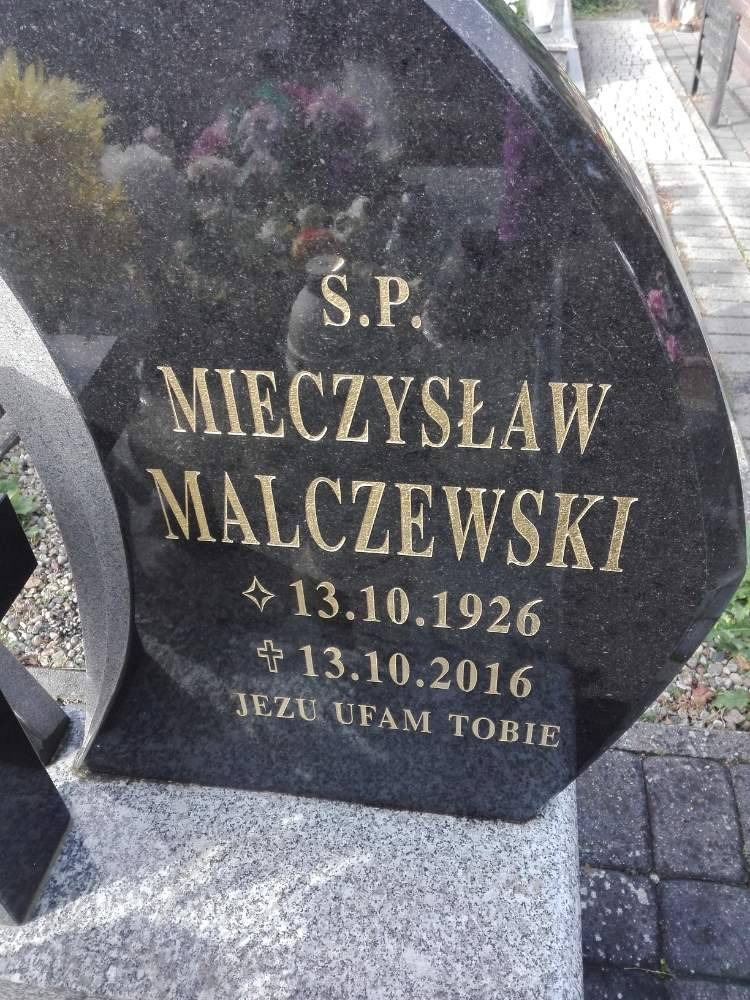 Ś.P.
MIECZYSŁAW
MALCZEWSKI
✧ 13.10.1926
✝ 13.10.2016
JEZU UFAM TOBIE